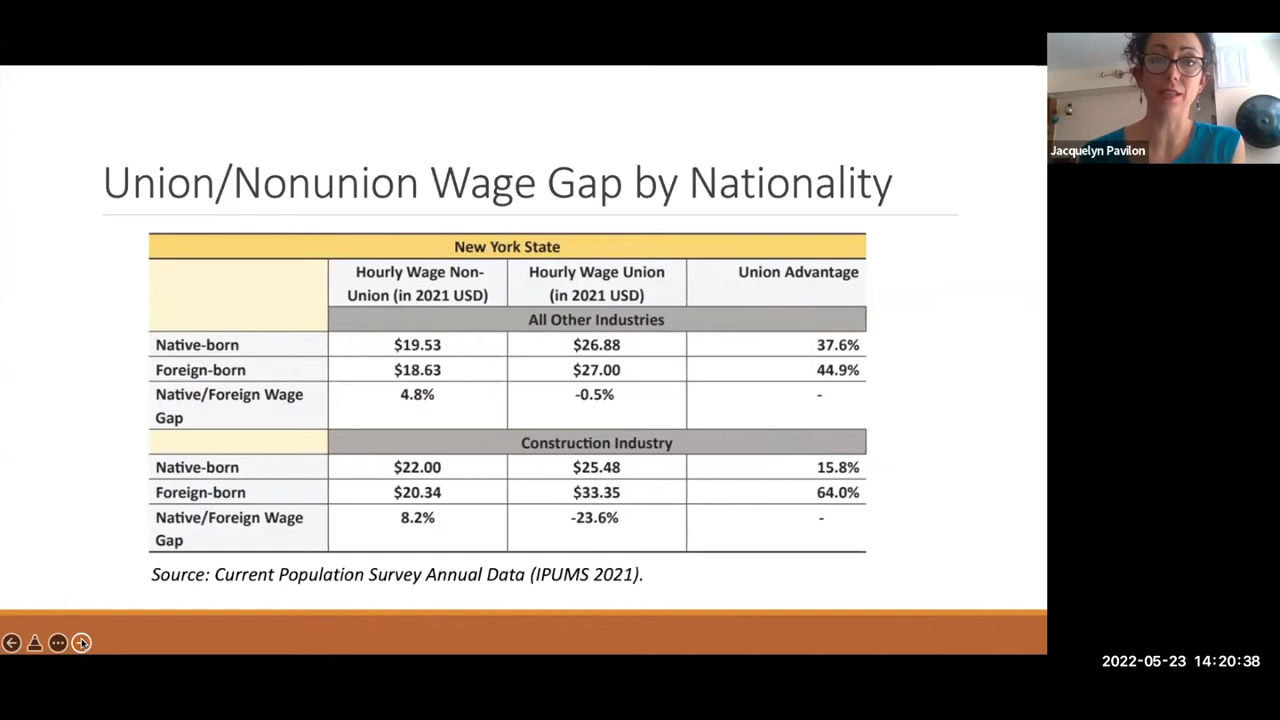 Jacquelyn Pavilon
Union/Nonunion Wage Gap by Nationality
New York State
Hourly Wage Non-
Union (in 2021 USD)
Hourly Wage Union
(in 2021 USD)
Union Advantage
All Other Industries
Native-born $19.53 $26.88 37.6%
Foreign-born $18.63 $27.00 44.9%
Native/Foreign Wage
Gap
4.8% -0.5% -
Construction Industry
Native-born $22.00 $25.48 15.8%
Foreign-born $20.34 $33.35 64.0%
Native/Foreign Wage
Gap
8.2% -23.6% -
Source: Current Population Survey Annual Data (IPUMS 2021).
2022-05-23 14:20:38